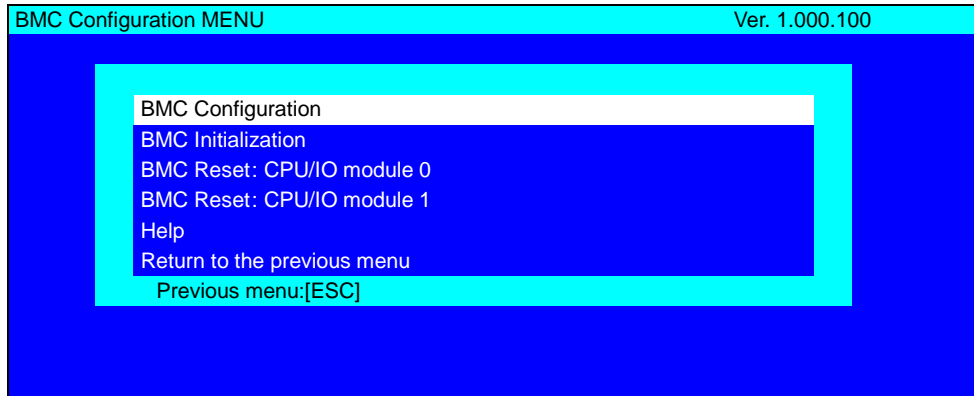 BMC Configuration MENU Ver. 1.000.100
BMC Configuration
BMC Initialization
BMC Reset: CPU/IO module 0
BMC Reset: CPU/IO module 1
Help
Return to the previous menu
Previous menu:[ESC]